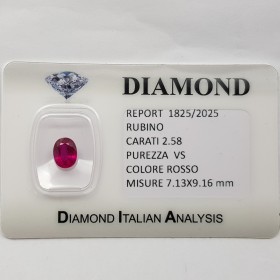 DIAMOND
REPORT 1825/2025
RUBINO
CARATI 2.58
PUREZZA VS
COLORE ROSSO
MISURE 7.13X9.16 mm
DIAMOND ITALIAN ANALYSIS